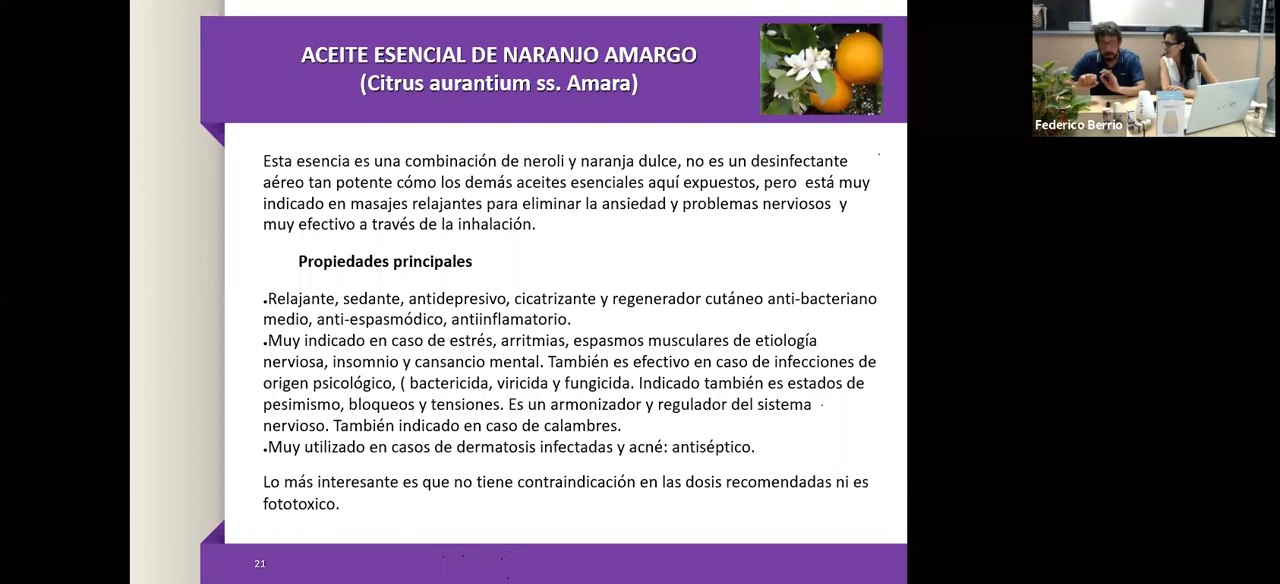 ACEITE ESENCIAL DE NARANJO AMARGO
(Citrus aurantium ss. Amara)
Federico Berrio
Esta esencia es una combinación de neroli y naranja dulce, no es un desinfectante
aéreo tan potente cómo los demás aceites esenciales aquí expuestos, pero está muy
indicado en masajes relajantes para eliminar la ansiedad y problemas nerviosos y
muy efectivo a través de la inhalación.
Propiedades principales
•Relajante, sedante, antidepresivo, cicatrizante y regenerador cutáneo anti-bacteriano
medio, anti-espasmódico, antiinflamatorio.
•Muy indicado en caso de estrés, arritmias, espasmos musculares de etiología
nerviosa, insomnio y cansancio mental. También es efectivo en caso de infecciones de
origen psicológico, ( bactericida, viricida y fungicida. Indicado también es estados de
pesimismo, bloqueos y tensiones. Es un armonizador y regulador del sistema
nervioso. También indicado en caso de calambres.
•Muy utilizado en casos de dermatosis infectadas y acné: antiséptico.
Lo más interesante es que no tiene contraindicación en las dosis recomendadas ni es
fototoxico.
21